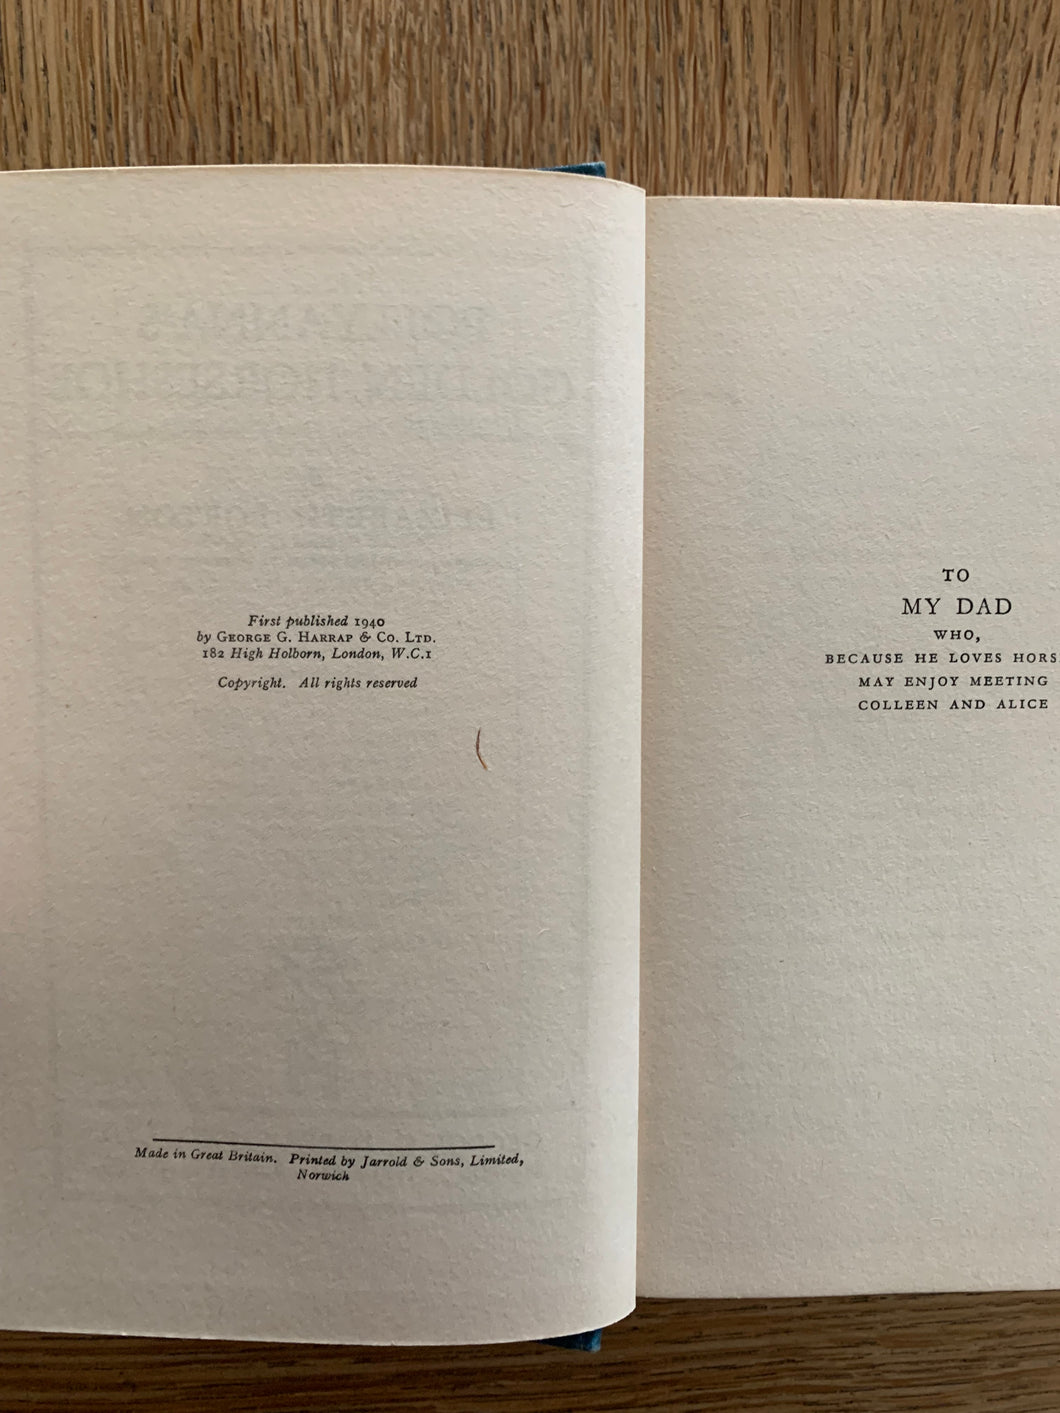 First published 1940
by GEORGE G. HARRAP & CO. LTD.
182 High Holborn, London, W.C.1
Copyright. All rights reserved
Made in Great Britain. Printed by Jarrold & Sons, Limited,
Norwich
TO
MY DAD
WHO,
BECAUSE HE LOVES HORS
MAY ENJOY MEETING
COLLEEN AND ALICE